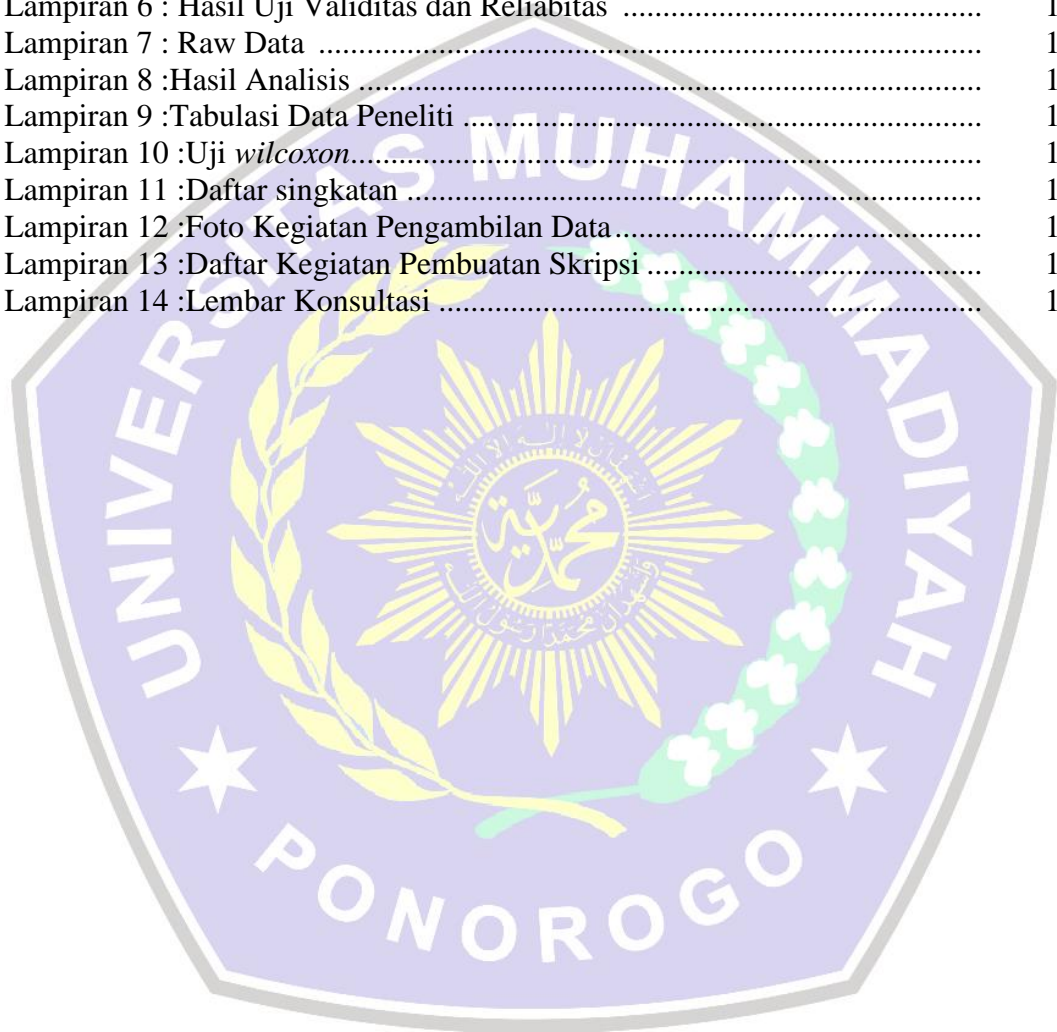 Lampiran 6 : Hasil Uji Validitas dan Reliabitas ............................................. 1
Lampiran 7 : Raw Data ................................................................................... 1
Lampiran 8 :Hasil Analisis .............................................................................. 1
Lampiran 9 :Tabulasi Data Peneliti ................................................................. 1
Lampiran 10 :Uji wilcoxon............................................................................... 1
Lampiran 11 :Daftar singkatan ........................................................................ 1
Lampiran 12 :Foto Kegiatan Pengambilan Data.............................................. 1
Lampiran 13 :Daftar Kegiatan Pembuatan Skripsi .......................................... 1
Lampiran 14 :Lembar Konsultasi .................................................................... 1
UNIVERSITAS MUHAMMADIYAH
PONOROGO